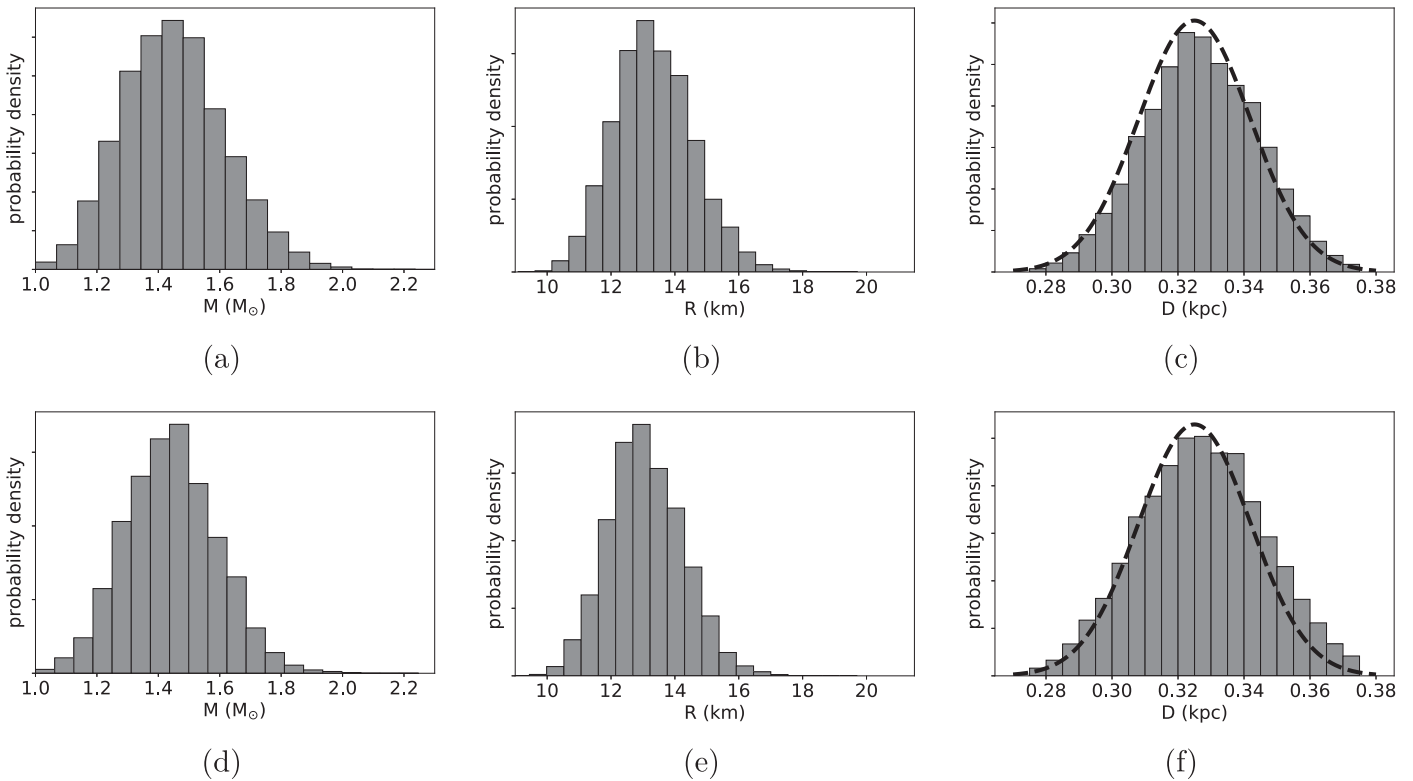 probability density
1.0 1.2 1.4 1.6 1.8 2.0 2.2
M (M⊙)
(a)
probability density
10 12 14 16 18 20
R (km)
(b)
probability density
0.28 0.30 0.32 0.34 0.36 0.38
D (kpc)
(c)
probability density
1.0 1.2 1.4 1.6 1.8 2.0 2.2
M (M⊙)
(d)
probability density
10 12 14 16 18 20
R (km)
(e)
probability density
0.28 0.30 0.32 0.34 0.36 0.38
D (kpc)
(f)